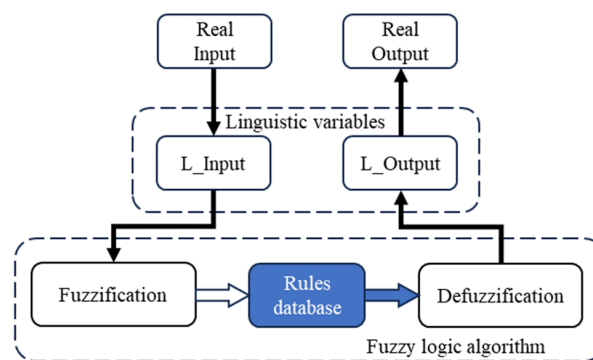 Real
Input
Real
Output
Linguistic variables
L_Input
L_Output
Fuzzification
Rules
database
Defuzzification
Fuzzy logic algorithm